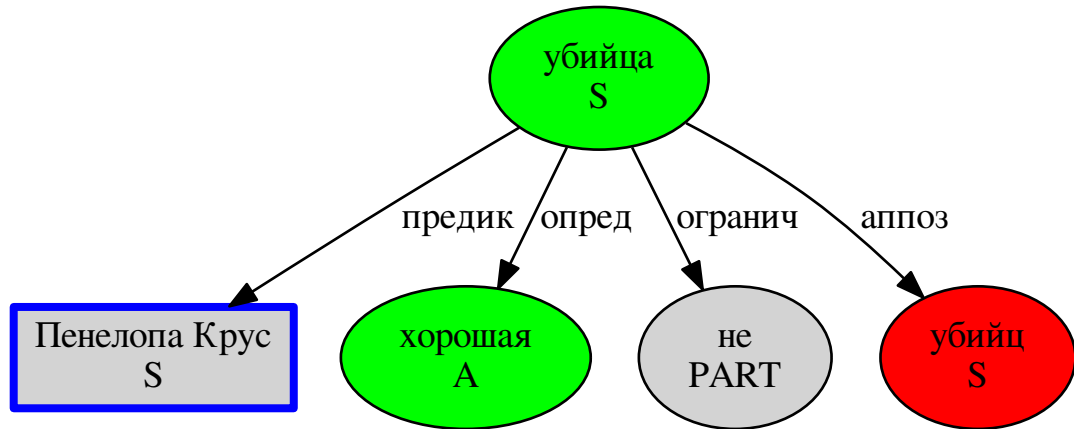 убийца
S
предик
опред
огранич
аппоз
Пенелопа Крус
S
хорошая
A
не
PART
убийц
S